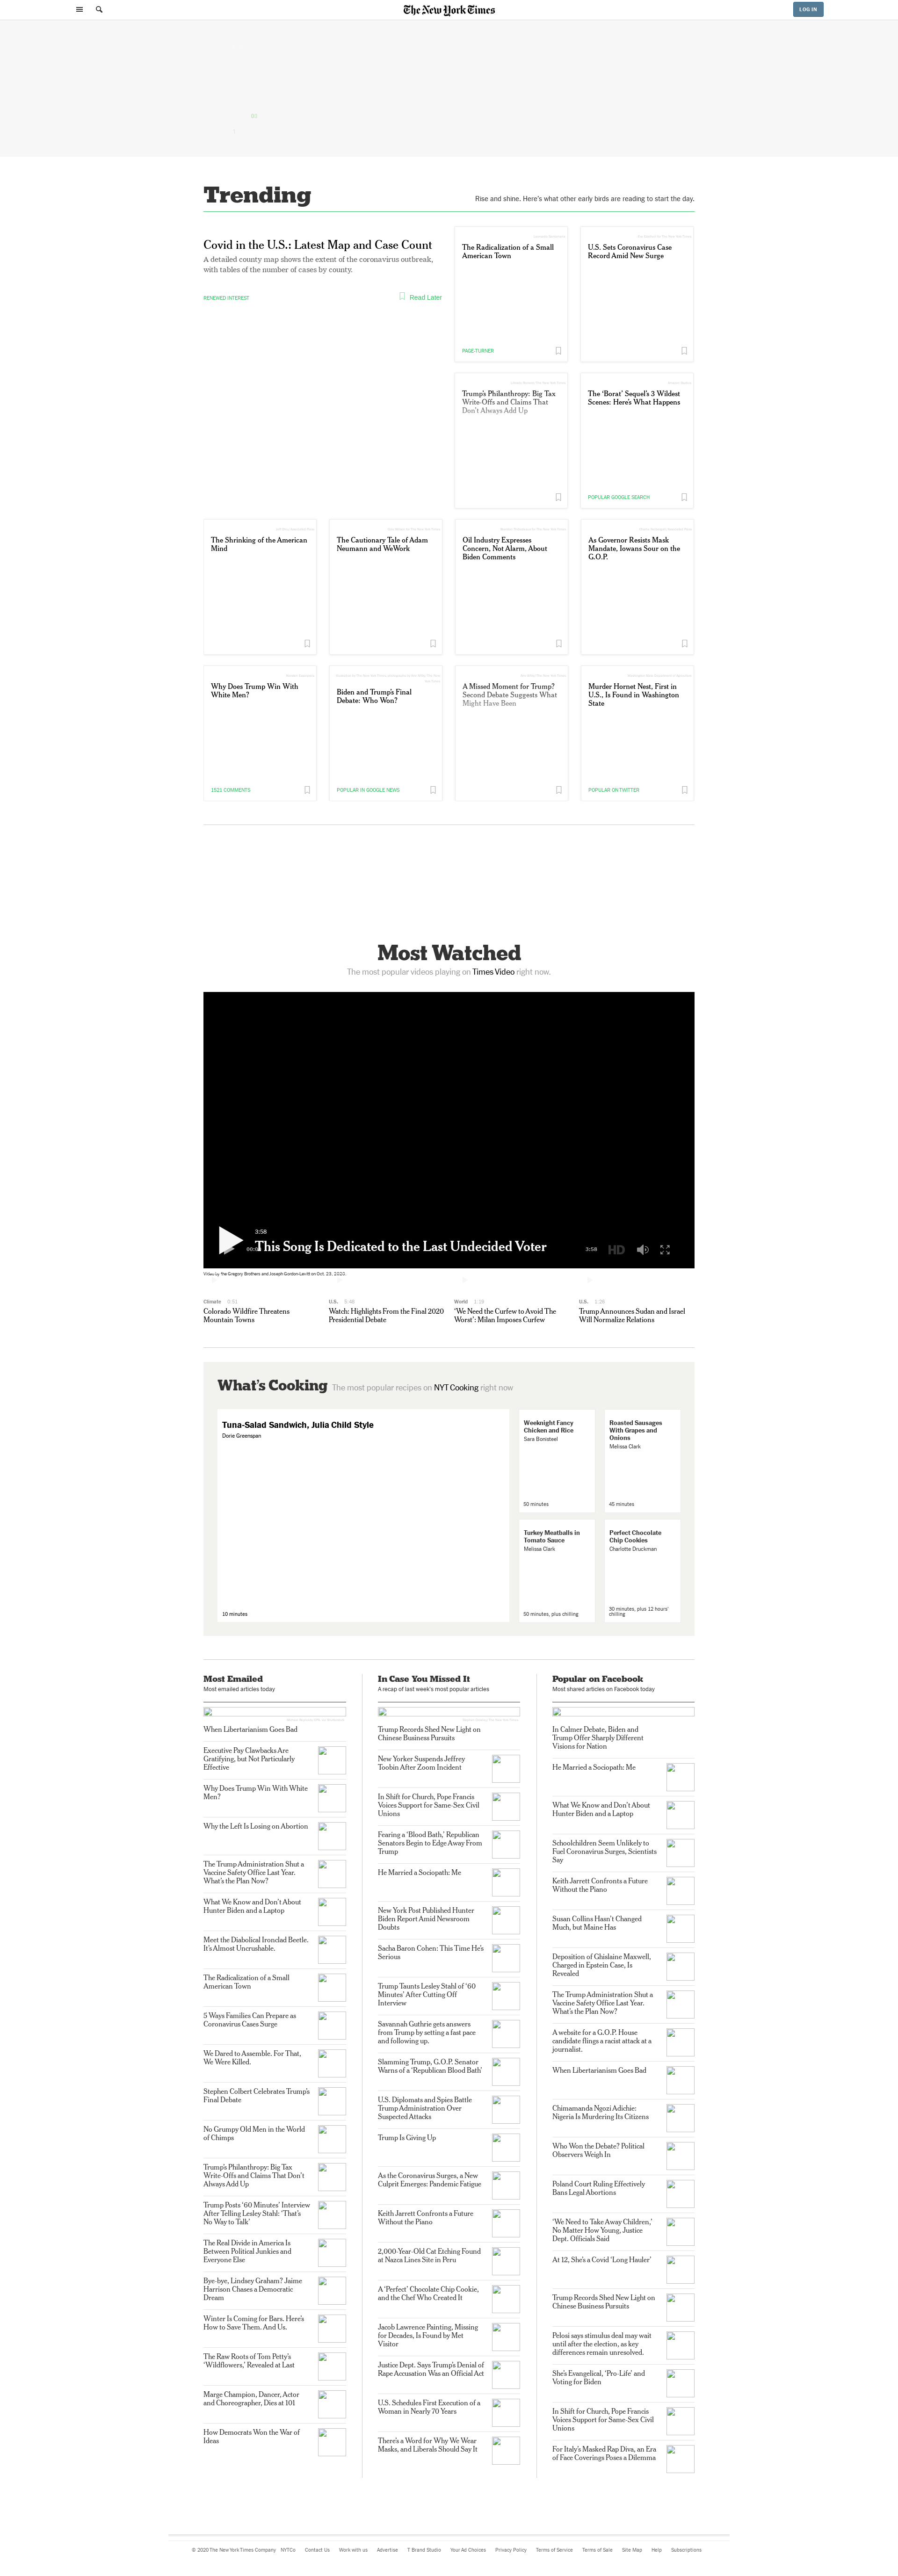 The New York Times
LOG IN
Trending
Rise and shine. Here's what other early birds are reading to start the day.
Covid in the U.S.: Latest Map and Case Count
A detailed county map shows the extent of the coronavirus outbreak,
with tables of the number of cases by county.
RENEWED INTEREST
Read Later
The Radicalization of a Small
American Town
PAGE-TURNER
U.S. Sets Coronavirus Case
Record Amid New Surge
Trump's Philanthropy: Big Tax
Write-Offs and Claims That
Don't Always Add Up
The 'Borat' Sequel's 3 Wildest
Scenes: Here's What Happens
POPULAR GOOGLE SEARCH
The Shrinking of the American
Mind
The Cautionary Tale of Adam
Neumann and WeWork
Oil Industry Expresses
Concern, Not Alarm, About
Biden Comments
As Governor Resists Mask
Mandate, Iowans Sour on the
G.O.P.
Why Does Trump Win With
White Men?
1521 COMMENTS
Biden and Trump's Final
Debate: Who Won?
POPULAR IN GOOGLE NEWS
A Missed Moment for Trump?
Second Debate Suggests What
Might Have Been
Murder Hornet Nest, First in
U.S., Is Found in Washington
State
POPULAR ON TWITTER
Most Watched
The most popular videos playing on Times Video right now.
3:58
This Song Is Dedicated to the Last Undecided Voter
3:58
HD
Video by the Gregory Brothers and Joseph Gordon-Levitt on Oct. 23, 2020.
Climate 0:51
Colorado Wildfire Threatens
Mountain Towns
U.S. 5:48
Watch: Highlights From the Final 2020
Presidential Debate
World 1:18
'We Need the Curfew to Avoid The
Worst': Milan Imposes Curfew
U.S. 1:26
Trump Announces Sudan and Israel
Will Normalize Relations
What's Cooking The most popular recipes on NYT Cooking right now
Tuna-Salad Sandwich, Julia Child Style
Dorie Greenspan
10 minutes
Weeknight Fancy
Chicken and Rice
Sara Bonisteel
50 minutes
Roasted Sausages
With Grapes and
Onions
Melissa Clark
45 minutes
Turkey Meatballs in
Tomato Sauce
Melissa Clark
50 minutes, plus chilling
Perfect Chocolate
Chip Cookies
Charlotte Druckman
30 minutes, plus 12 hours'
chilling
Most Emailed
Most emailed articles today
When Libertarianism Goes Bad
Executive Pay Clawbacks Are
Gratifying, but Not Particularly
Effective
Why Does Trump Win With White
Men?
Why the Left Is Losing on Abortion
The Trump Administration Shut a
Vaccine Safety Office Last Year.
What's the Plan Now?
What We Know and Don't About
Hunter Biden and a Laptop
Meet the Diabolical Ironclad Beetle.
It's Almost Uncrushable.
The Radicalization of a Small
American Town
5 Ways Families Can Prepare as
Coronavirus Cases Surge
We Dared to Assemble. For That,
We Were Killed.
Stephen Colbert Celebrates Trump's
Final Debate
No Grumpy Old Men in the World
of Chimps
Trump's Philanthropy: Big Tax
Write-Offs and Claims That Don't
Always Add Up
Trump Posts '60 Minutes' Interview
After Telling Lesley Stahl: 'That's
No Way to Talk'
The Real Divide in America Is
Between Political Junkies and
Everyone Else
Bye-bye, Lindsey Graham? Jaime
Harrison Chases a Democratic
Dream
Winter Is Coming for Bars. Here's
How to Save Them. And Us.
The Raw Roots of Tom Petty's
'Wildflowers,' Revealed at Last
Marge Champion, Dancer, Actor
and Choreographer, Dies at 101
How Democrats Won the War of
Ideas
In Case You Missed It
A recap of last week's most popular articles
Trump Records Shed New Light on
Chinese Business Pursuits
New Yorker Suspends Jeffrey
Toobin After Zoom Incident
In Shift for Church, Pope Francis
Voices Support for Same-Sex Civil
Unions
Fearing a 'Blood Bath,' Republican
Senators Begin to Edge Away From
Trump
He Married a Sociopath: Me
New York Post Published Hunter
Biden Report Amid Newsroom
Doubts
Sacha Baron Cohen: This Time He's
Serious
Trump Taunts Lesley Stahl of '60
Minutes' After Cutting Off
Interview
Savannah Guthrie gets answers
from Trump by setting a fast pace
and following up.
Slamming Trump, G.O.P. Senator
Warns of a 'Republican Blood Bath'
U.S. Diplomats and Spies Battle
Trump Administration Over
Suspected Attacks
Trump Is Giving Up
As the Coronavirus Surges, a New
Culprit Emerges: Pandemic Fatigue
Keith Jarrett Confronts a Future
Without the Piano
2,000-Year-Old Cat Etching Found
at Nazca Lines Site in Peru
A 'Perfect' Chocolate Chip Cookie,
and the Chef Who Created It
Jacob Lawrence Painting, Missing
for Decades, Is Found by Met
Visitor
Justice Dept. Says Trump's Denial of
Rape Accusation Was an Official Act
U.S. Schedules First Execution of a
Woman in Nearly 70 Years
There's a Word for Why We Wear
Masks, and Liberals Should Say It
Popular on Facebook
Most shared articles on Facebook today
In Calmer Debate, Biden and
Trump Offer Sharply Different
Visions for Nation
He Married a Sociopath: Me
What We Know and Don't About
Hunter Biden and a Laptop
Schoolchildren Seem Unlikely to
Fuel Coronavirus Surges, Scientists
Say
Keith Jarrett Confronts a Future
Without the Piano
Susan Collins Hasn't Changed
Much, but Maine Has
Deposition of Ghislaine Maxwell,
Charged in Epstein Case, Is
Revealed
The Trump Administration Shut a
Vaccine Safety Office Last Year.
What's the Plan Now?
A website for a G.O.P. House
candidate flings a racist attack at a
journalist.
When Libertarianism Goes Bad
Chimamanda Ngozi Adichie:
Nigeria Is Murdering Its Citizens
Who Won the Debate? Political
Observers Weigh In
Poland Court Ruling Effectively
Bans Legal Abortions
'We Need to Take Away Children,'
No Matter How Young, Justice
Dept. Officials Said
At 12, She's a Covid 'Long Hauler'
Trump Records Shed New Light on
Chinese Business Pursuits
Pelosi says stimulus deal may wait
until after the election, as key
differences remain unresolved.
She's Evangelical, 'Pro-Life' and
Voting for Biden
In Shift for Church, Pope Francis
Voices Support for Same-Sex Civil
Unions
For Italy's Masked Rap Diva, an Era
of Face Coverings Poses a Dilemma
© 2020 The New York Times Company NYTCo Contact Us Work with us Advertise T Brand Studio Your Ad Choices Privacy Policy Terms of Service Terms of Sale Site Map Help Subscriptions